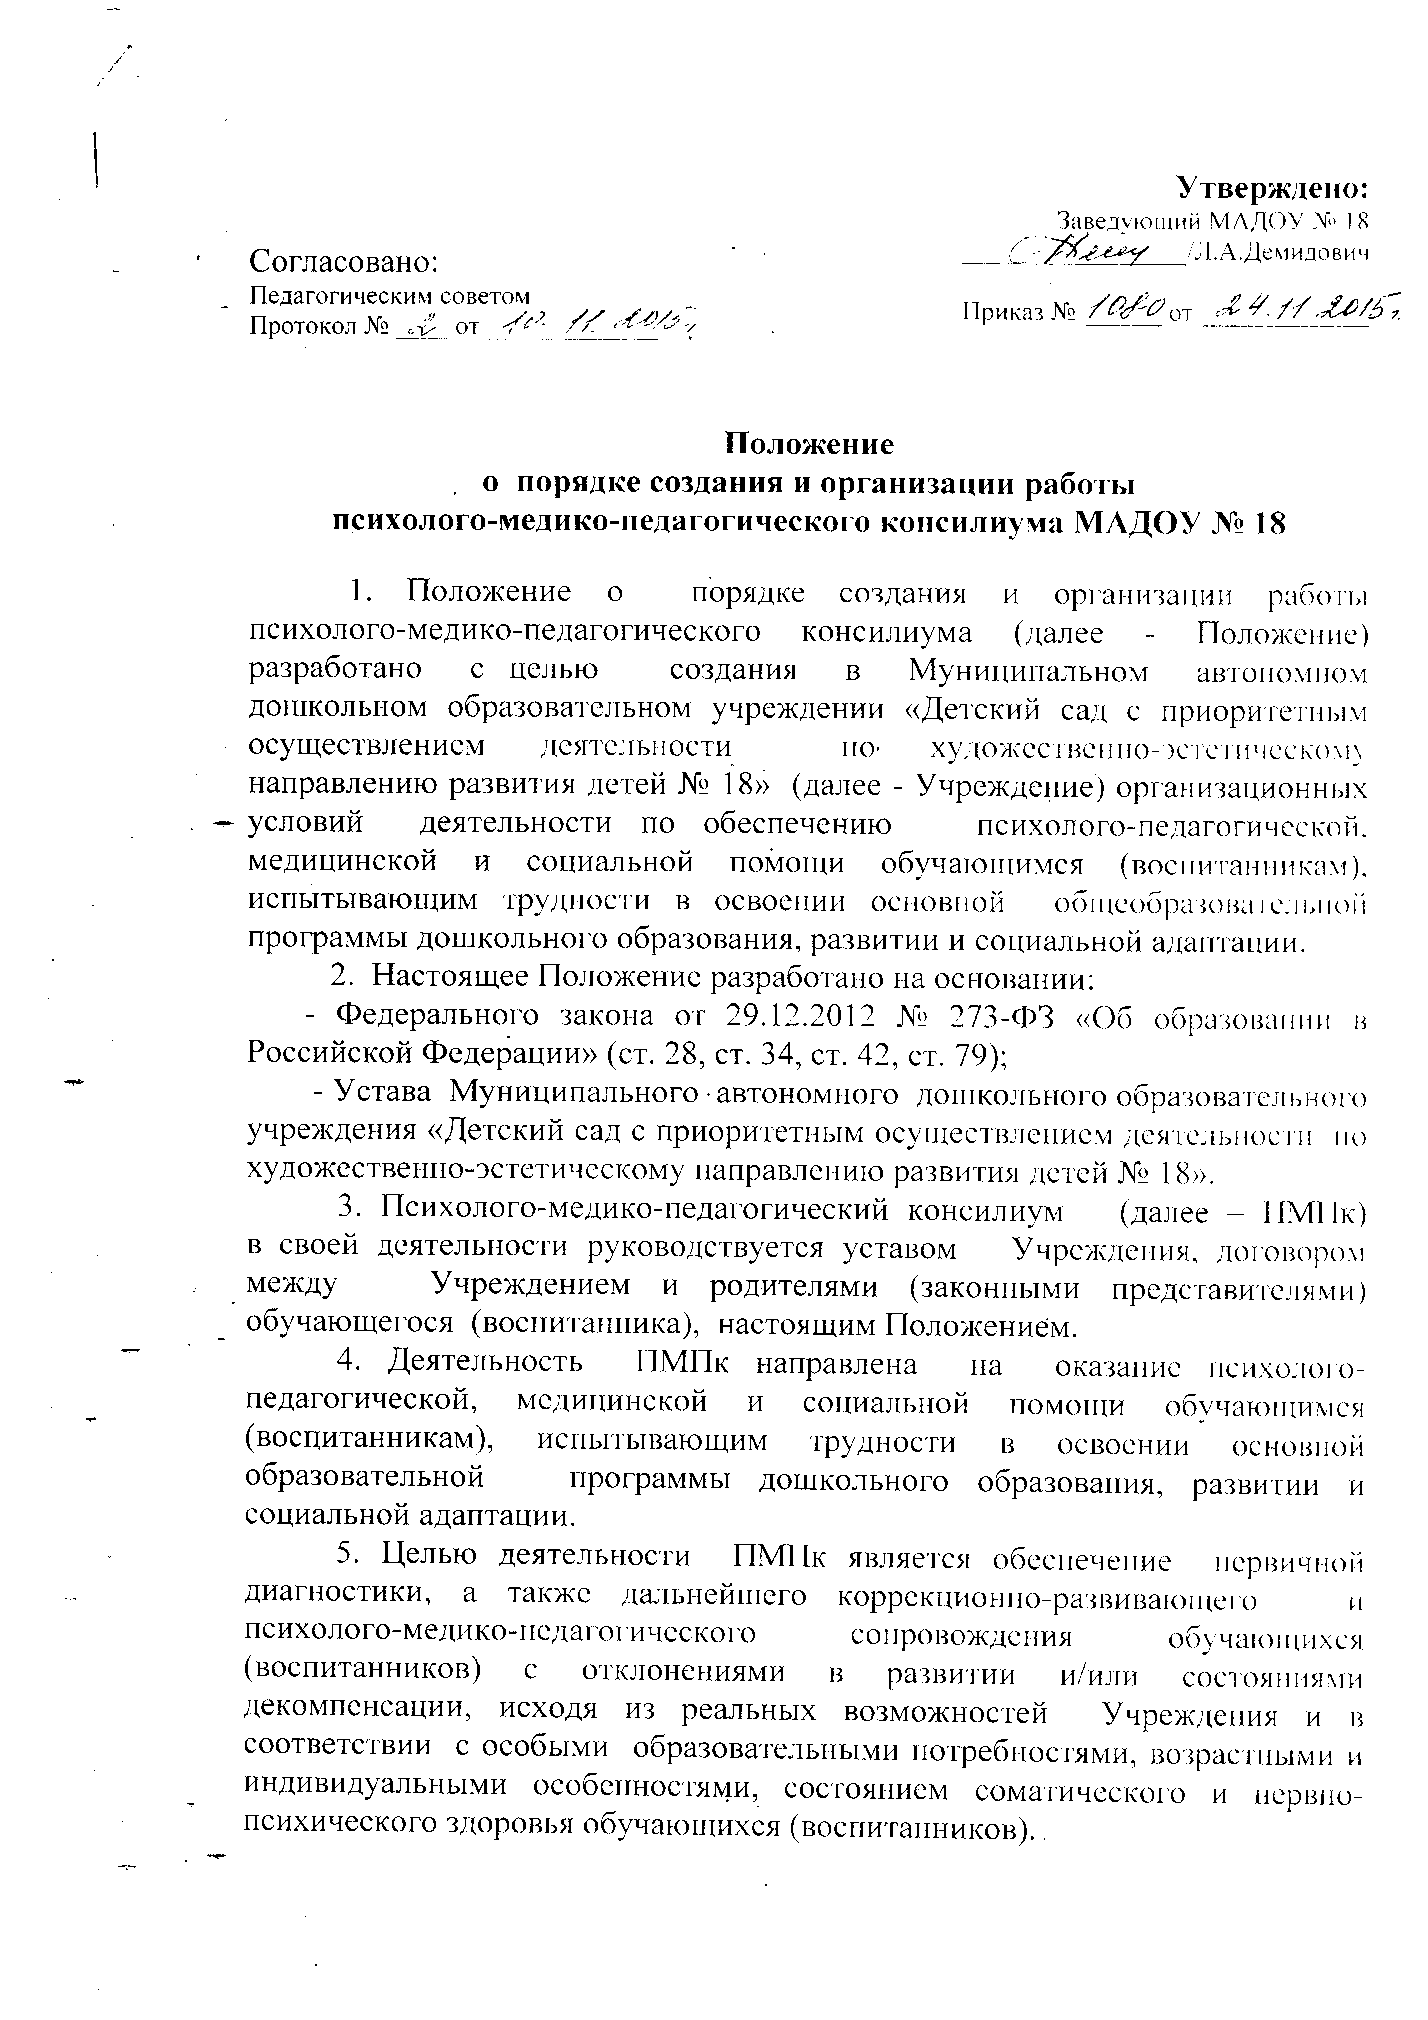 Утверждено:
Заведующий МАДОУ № 18
/Л.А.Демидович
Приказ № 1080 от 24.11.2015г.
Согласовано:
Педагогическим советом
Протокол № 2 от 10. 11. 2015г
Положение
о порядке создания и организации работы
психолого-медико-педагогического консилиума МАДОУ № 18
1. Положение о порядке создания и организации работы
психолого-медико-педагогического консилиума (далее - Положение)
разработано с целью создания в Муниципальном автономном
дошкольном образовательном учреждении «Детский сад с приоритетным
осуществлением деятельности по художественно-эстетическому
направлению развития детей № 18» (далее - Учреждение) организационных
условий деятельности по обеспечению психолого-педагогической,
медицинской и социальной помощи обучающимся (воспитанникам),
испытывающим трудности в освоении основной общеобразовательной
программы дошкольного образования, развитии и социальной адаптации.
2. Настоящее Положение разработано на основании:
- Федерального закона от 29.12.2012 № 273-ФЗ «Об образовании в
Российской Федерации» (ст. 28, ст. 34, ст. 42, ст. 79);
- Устава Муниципального автономного дошкольного образовательного
учреждения «Детский сад с приоритетным осуществлением деятельности по
художественно-эстетическому направлению развития детей № 18».
3. Психолого-медико-педагогический консилиум (далее – ПМПк)
в своей деятельности руководствуется уставом Учреждения, договором
между Учреждением и родителями (законными представителями)
обучающегося (воспитанника), настоящим Положением.
4. Деятельность ПМПк направлена на оказание психолого-
педагогической, медицинской и социальной помощи обучающимся
(воспитанникам), испытывающим трудности в освоении основной
образовательной программы дошкольного образования, развитии и
социальной адаптации.
5. Целью деятельности ПМПк является обеспечение первичной
диагностики, а также дальнейшего коррекционно-развивающего и
психолого-медико-педагогического сопровождения обучающихся
(воспитанников) с отклонениями в развитии и/или состояниями
декомпенсации, исходя из реальных возможностей Учреждения и в
соответствии с особыми образовательными потребностями, возрастными и
индивидуальными особенностями, состоянием соматического и нервно-
психического здоровья обучающихся (воспитанников).